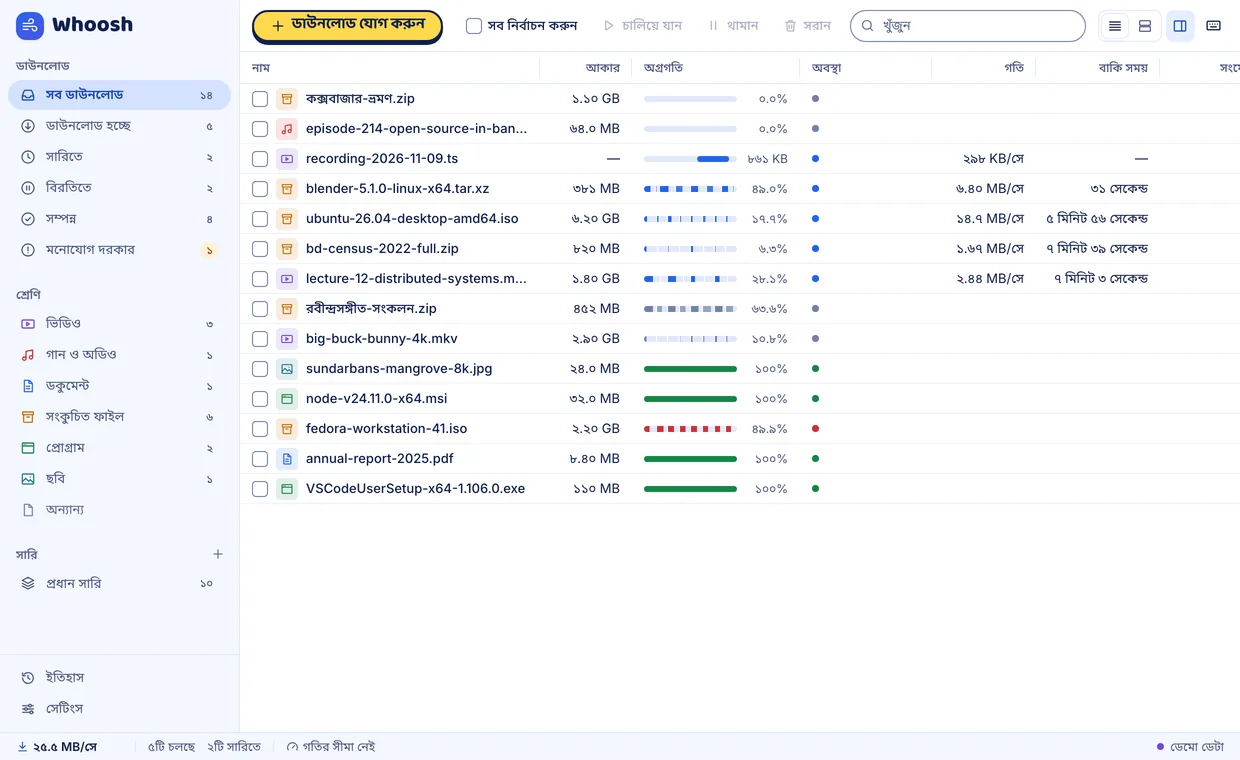 Whoosh
ডাউনলোড
সব ডাউনলোড ১৪
ডাউনলোড হচ্ছে ৫
সারিতে ২
বিরতিতে ২
সম্পন্ন ৪
মনোযোগ দরকার ১
শ্রেণি
ভিডিও ৩
গান ও অডিও ১
ডকুমেন্ট ১
সংকুচিত ফাইল ৬
প্রোগ্রাম ২
ছবি ১
অন্যান্য
সারি
প্রধান সারি ১০
ইতিহাস
সেটিংস
ডাউনলোড যোগ করুন সব নির্বাচন করুন চালিয়ে যান থামান সরান খুঁজুন
নাম আকার অগ্রগতি অবস্থা গতি বাকি সময়
কক্সবাজার-ভ্রমণ.zip ১.১০ GB ০.০%
episode-214-open-source-in-ban... ৬৪.০ MB ০.০%
recording-2026-11-09.ts — ৮৬১ KB ২৯৮ KB/সে —
blender-5.1.0-linux-x64.tar.xz ৩৮১ MB ৪৯.০% ৬.৪০ MB/সে ৩১ সেকেন্ড
ubuntu-26.04-desktop-amd64.iso ৬.২০ GB ১৭.৭% ১৪.৭ MB/সে ৫ মিনিট ৫৬ সেকেন্ড
bd-census-2022-full.zip ৮২০ MB ৬.৩% ১.৬৭ MB/সে ৭ মিনিট ৩৯ সেকেন্ড
lecture-12-distributed-systems.m... ১.৪০ GB ২৮.১% ২.৪৪ MB/সে ৭ মিনিট ৩ সেকেন্ড
রবীন্দ্রসঙ্গীত-সংকলন.zip ৪৫২ MB ৬৩.৬%
big-buck-bunny-4k.mkv ২.৯০ GB ১০.৮%
sundarbans-mangrove-8k.jpg ২৪.০ MB ১০০%
node-v24.11.0-x64.msi ৩২.০ MB ১০০%
fedora-workstation-41.iso ২.২০ GB ৪৯.৯%
annual-report-2025.pdf ৮.৪০ MB ১০০%
VSCodeUserSetup-x64-1.106.0.exe ১১০ MB ১০০%
২৫.৫ MB/সে ৫টি চলছে ২টি সারিতে গতির সীমা নেই ডেমো ডেটা